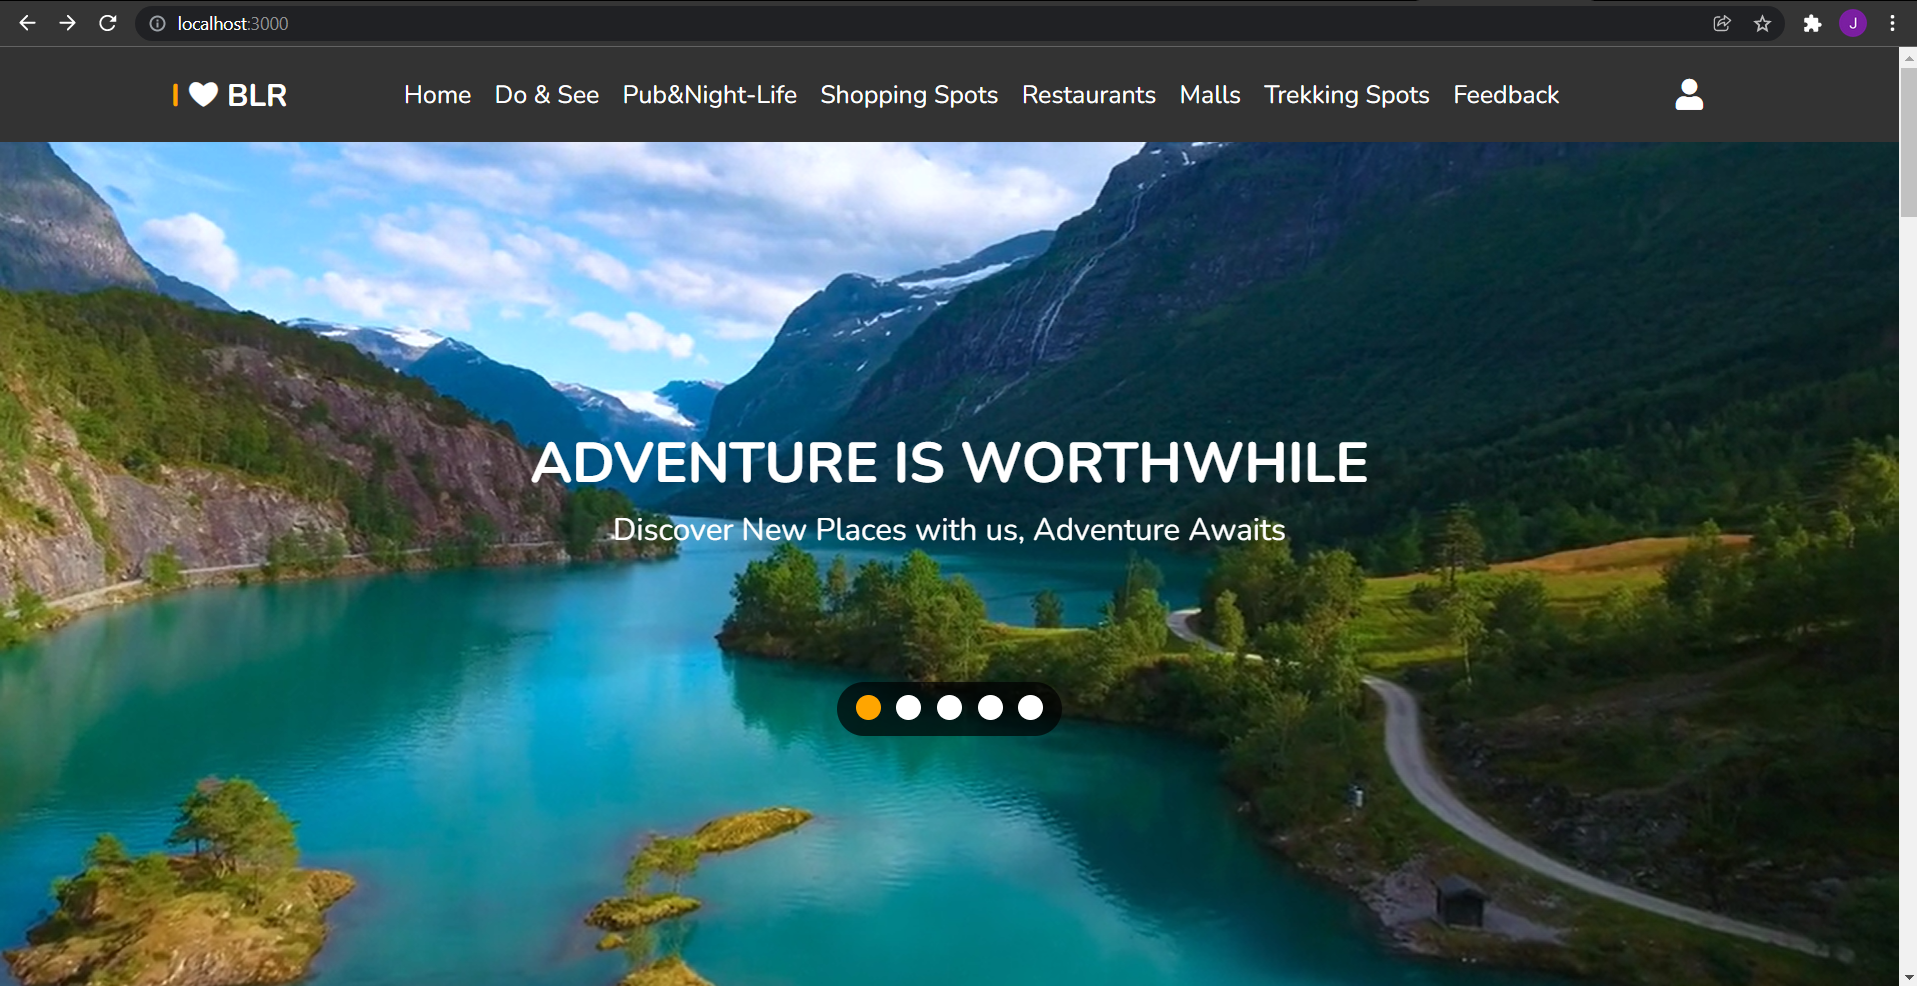 localhost:3000
J
I BLR
Home Do & See Pub&Night-Life Shopping Spots Restaurants Malls Trekking Spots Feedback
ADVENTURE IS WORTHWHILE
Discover New Places with us, Adventure Awaits